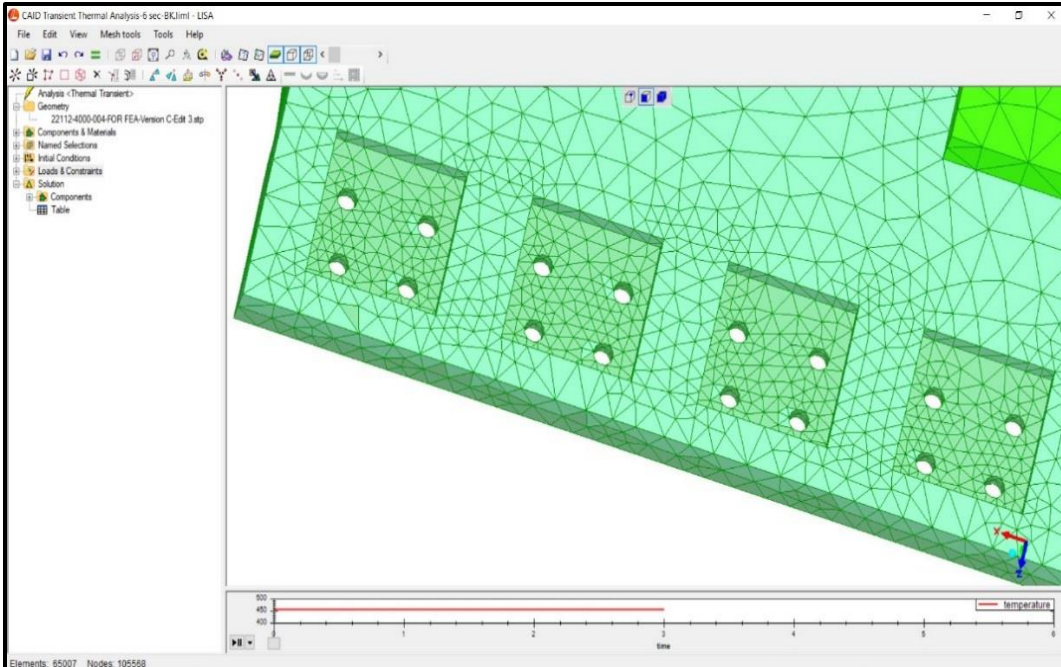 CAID Transient Thermal Analysis-6 sec-BK.liml - LISA
File Edit View Mesh tools Tools Help
Analysis <Thermal Transient>
Geometry
22112-4000-004-FOR FEA-Version C-Edit 3.stp
Components & Materials
Named Selections
Initial Conditions
Loads & Constraints
Solution
Components
Table
X
Z
500
450
400
temperature
0 1 2 3 4 5 6
time
Elements: 65007 Nodes: 105568